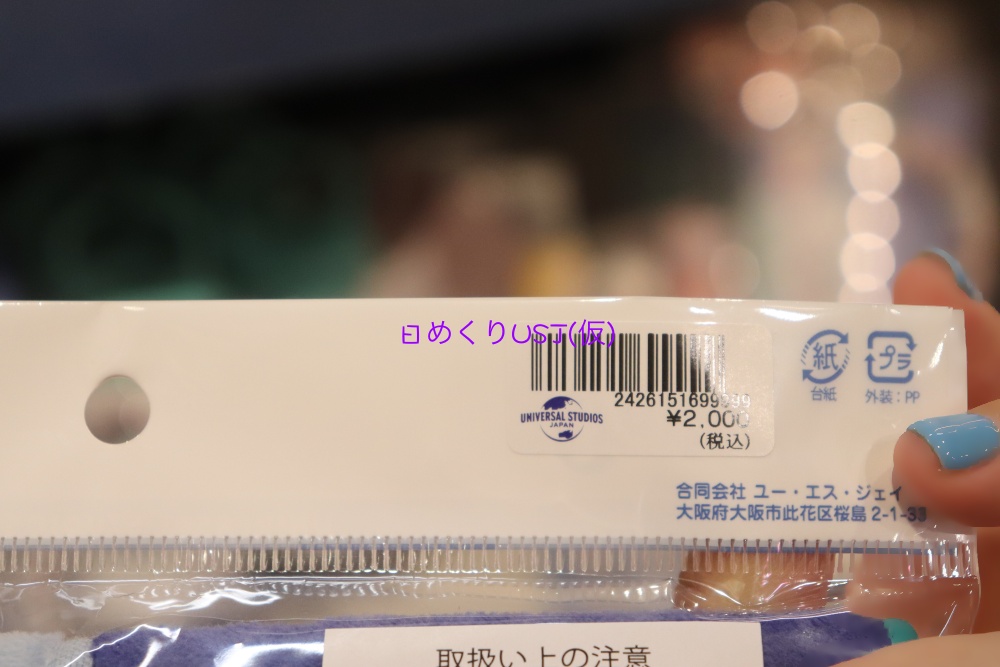 日めくりUSJ(仮)
紙
プラ
台紙
外装：PP
2426151699999
UNIVERSAL STUDIOS
JAPAN
¥2,000
(税込)
合同会社 ユー・エス・ジェイ
大阪府大阪市此花区桜島 2-1-33
取扱い上の注意